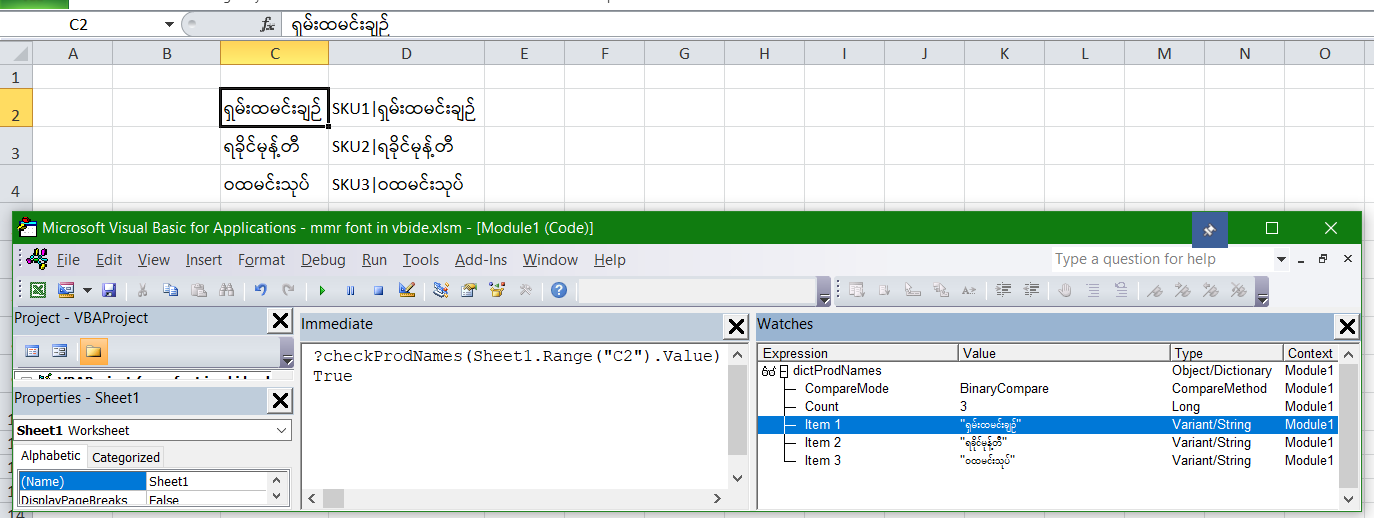 C2 fx ရှမ်းထမင်းချဉ်
A B C D E F G H I J K L M N O
1
2 ရှမ်းထမင်းချဉ် SKU1|ရှမ်းထမင်းချဉ်
3 ရခိုင်မုန့်တီ SKU2|ရခိုင်မုန့်တီ
4 ဝထမင်းသုပ် SKU3|ဝထမင်းသုပ်
Microsoft Visual Basic for Applications - mmr font in vbide.xlsm - [Module1 (Code)]
File Edit View Insert Format Debug Run Tools Add-Ins Window Help Type a question for help
Project - VBAProject
Properties - Sheet1
Sheet1 Worksheet
Alphabetic Categorized
(Name) Sheet1
DisplayPageBreaks False
Immediate
?checkProdNames(Sheet1.Range("C2").Value)
True
Watches
Expression Value Type Context
dictProdNames Object/Dictionary Module1
CompareMode BinaryCompare CompareMethod Module1
Count 3 Long Module1
Item 1 "ရှမ်းထမင်းချဉ်" Variant/String Module1
Item 2 "ရခိုင်မုန့်တီ" Variant/String Module1
Item 3 "ဝထမင်းသုပ်" Variant/String Module1
14